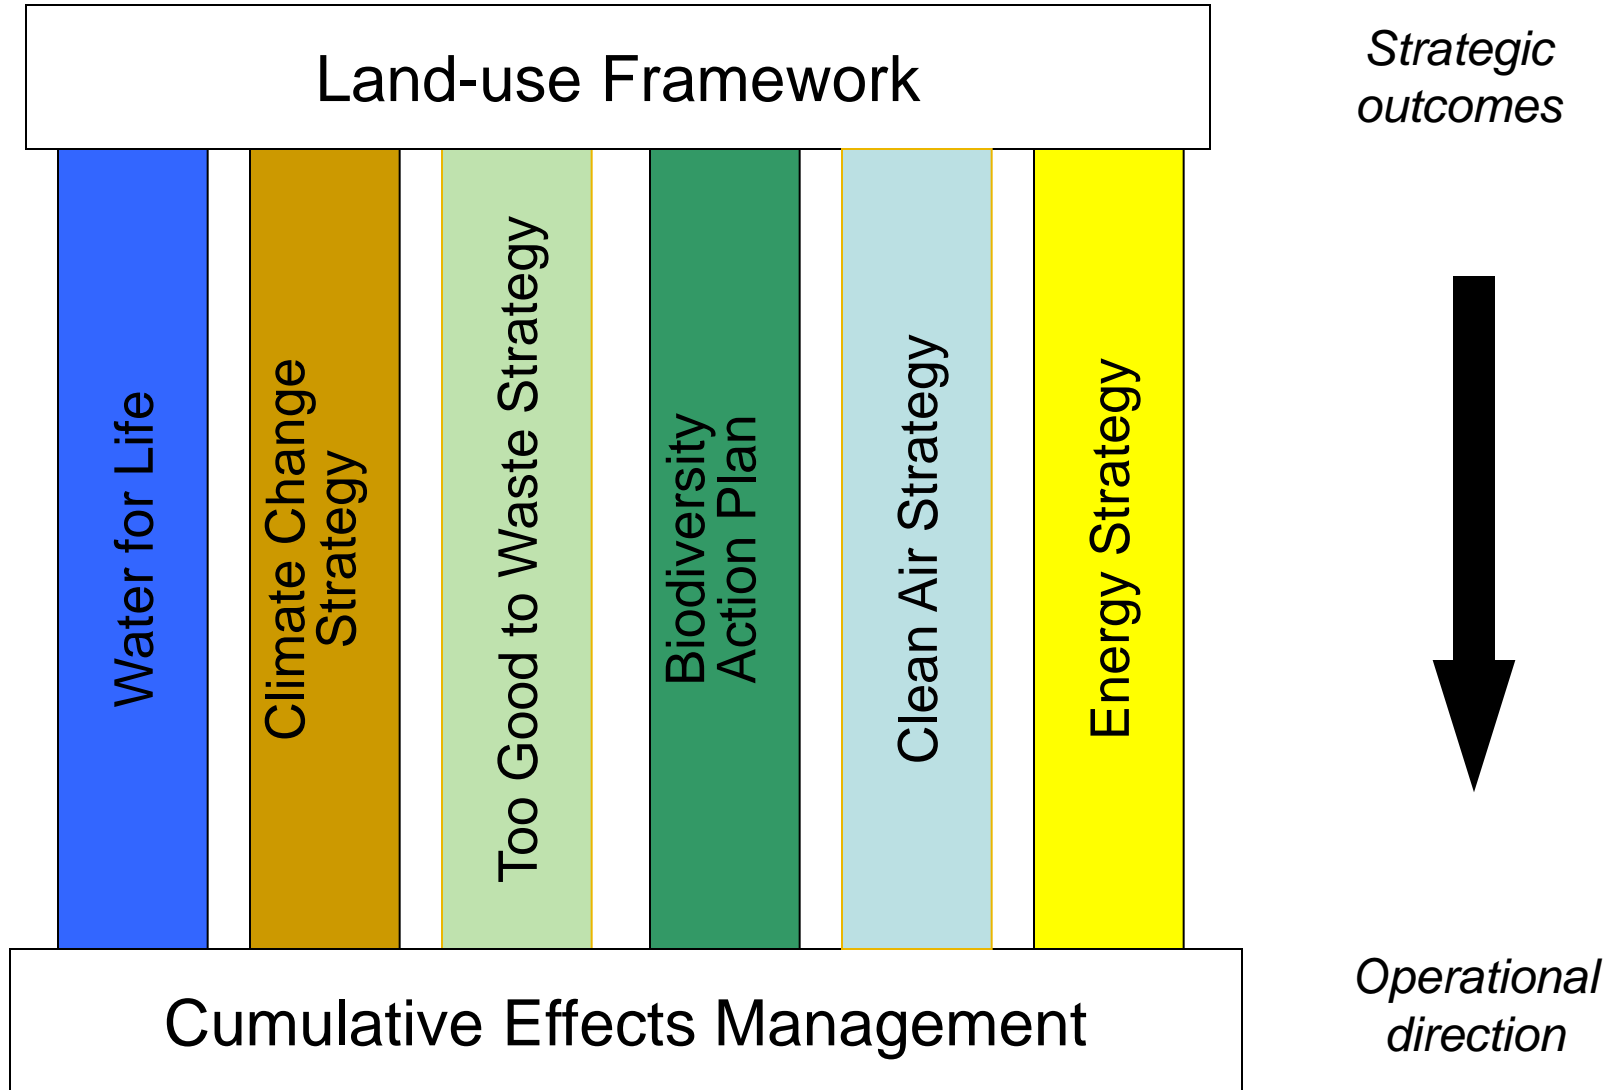 Land-use Framework
Strategic
outcomes
Water for Life
Climate Change
Strategy
Too Good to Waste Strategy
Biodiversity
Action Plan
Clean Air Strategy
Energy Strategy
Cumulative Effects Management
Operational
direction